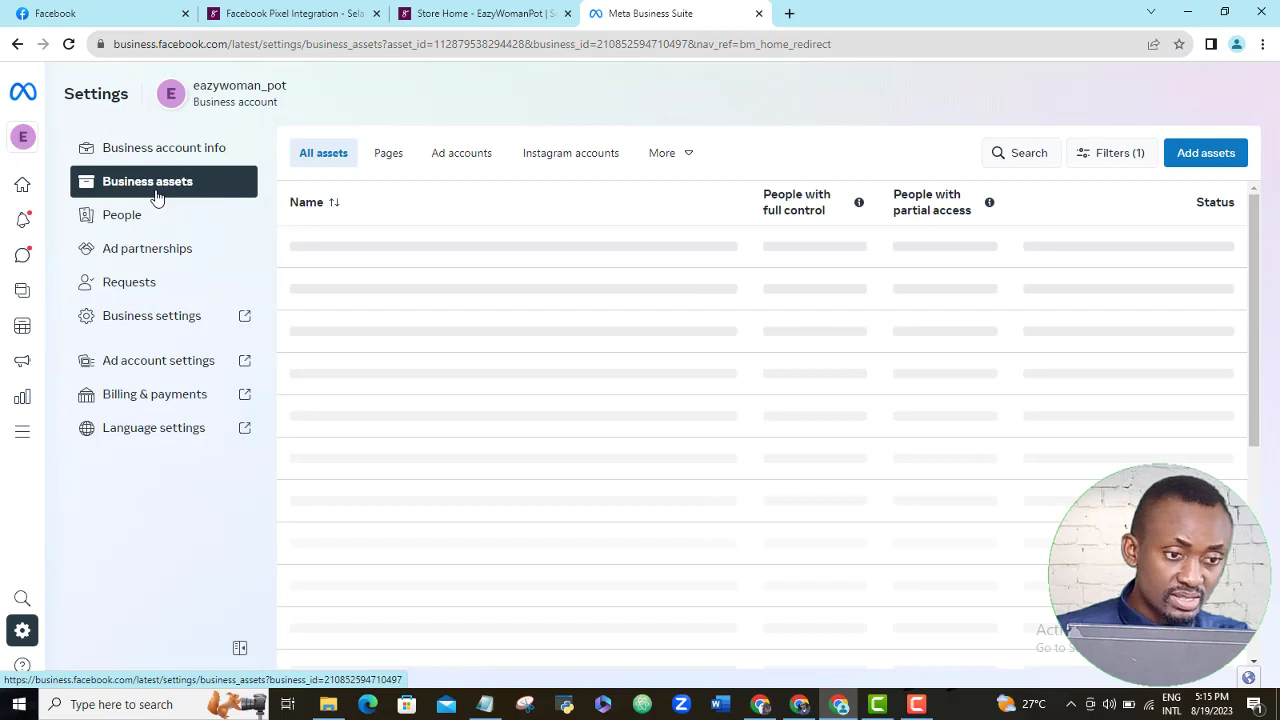 Facebook
Facebook Pixel Integration - Sela
Store Home - EazyWomanPot | S
Meta Business Suite
business.facebook.com/latest/settings/business_assets?asset_id=112879538294428&business_id=210852594710497&nav_ref=bm_home_redirect
Settings
E
eazywoman_pot
Business account
E
Business account info
Business assets
People
Ad partnerships
Requests
Business settings
Ad account settings
Billing & payments
Language settings
All assets
Pages
Ad accounts
Instagram accounts
More
Search
Filters (1)
Add assets
Name
People with
full control
People with
partial access
Status
Go to
https://business.facebook.com/latest/settings/business_assets?business_id=210852594710497
Type here to search
27°C
ENG
INTL
5:15 PM
8/19/2023